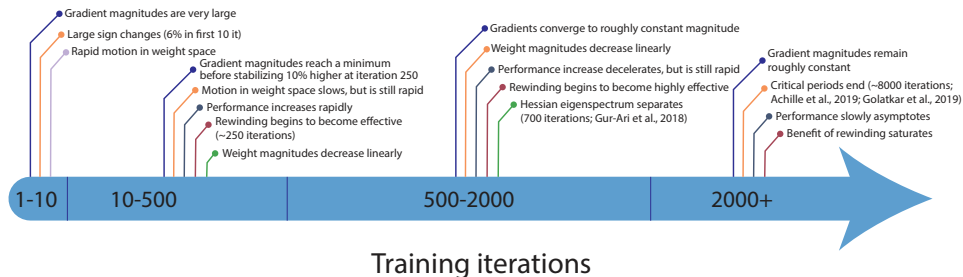 Gradient magnitudes are very large
Large sign changes (6% in first 10 it)
Rapid motion in weight space
Gradient magnitudes reach a minimum
before stabilizing 10% higher at iteration 250
Motion in weight space slows, but is still rapid
Performance increases rapidly
Rewinding begins to become effective
(~250 iterations)
Weight magnitudes decrease linearly
Gradients converge to roughly constant magnitude
Weight magnitudes decrease linearly
Performance increase decelerates, but is still rapid
Rewinding begins to become highly effective
Hessian eigenspectrum separates
(700 iterations; Gur-Ari et al., 2018)
Gradient magnitudes remain
roughly constant
Critical periods end (~8000 iterations;
Achille et al., 2019; Golatkar et al., 2019)
Performance slowly asymptotes
Benefit of rewinding saturates
1-10
10-500
500-2000
2000+
Training iterations